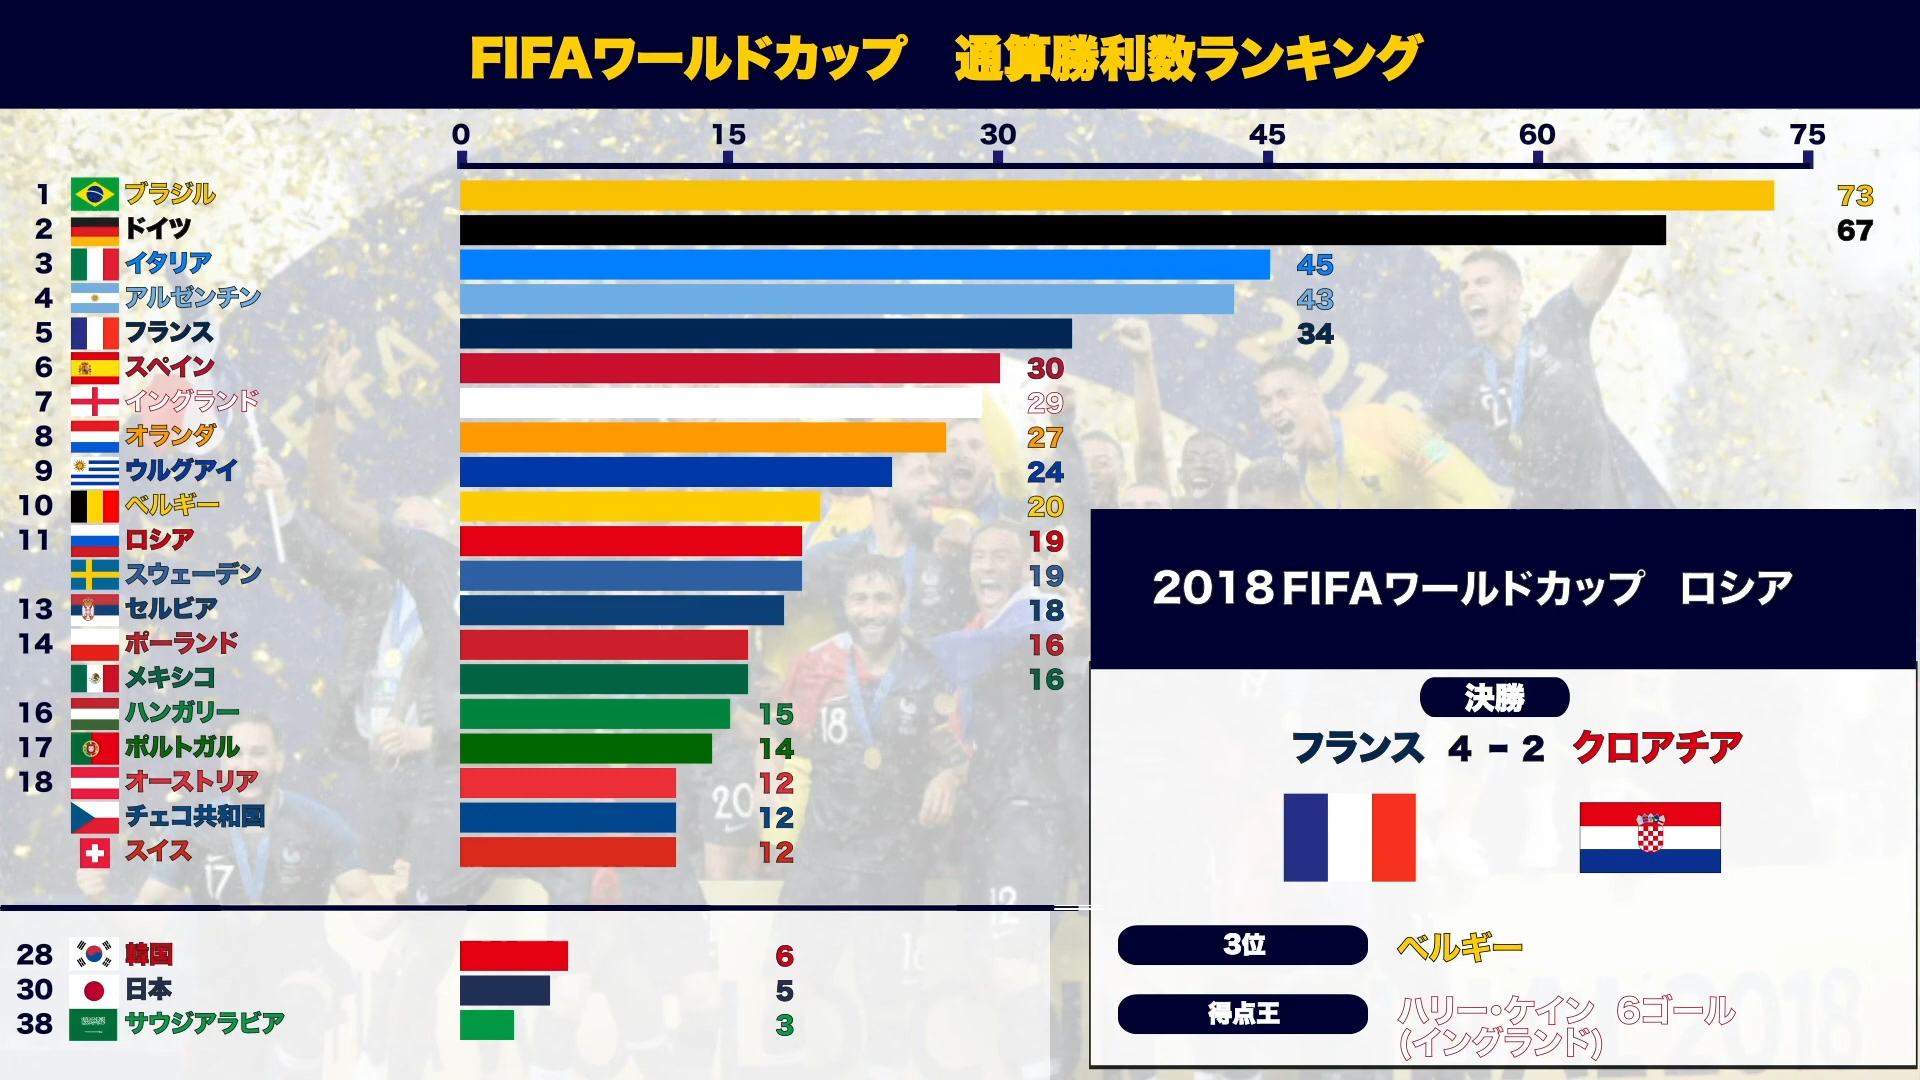 FIFAワールドカップ　通算勝利数ランキング
0 15 30 45 60 75
1 ブラジル 73
2 ドイツ 67
3 イタリア 45
4 アルゼンチン 43
5 フランス 34
6 スペイン 30
7 イングランド 29
8 オランダ 27
9 ウルグアイ 24
10 ベルギー 20
11 ロシア 19
スウェーデン 19
13 セルビア 18
14 ポーランド 16
メキシコ 16
16 ハンガリー 15
17 ポルトガル 14
18 オーストリア 12
チェコ共和国 12
スイス 12
28 韓国 6
30 日本 5
38 サウジアラビア 3
2018FIFAワールドカップ　ロシア
決勝
フランス 4 - 2 クロアチア
3位 ベルギー
得点王 ハリー・ケイン 6ゴール
(イングランド)
21
18
20
17
12
2018